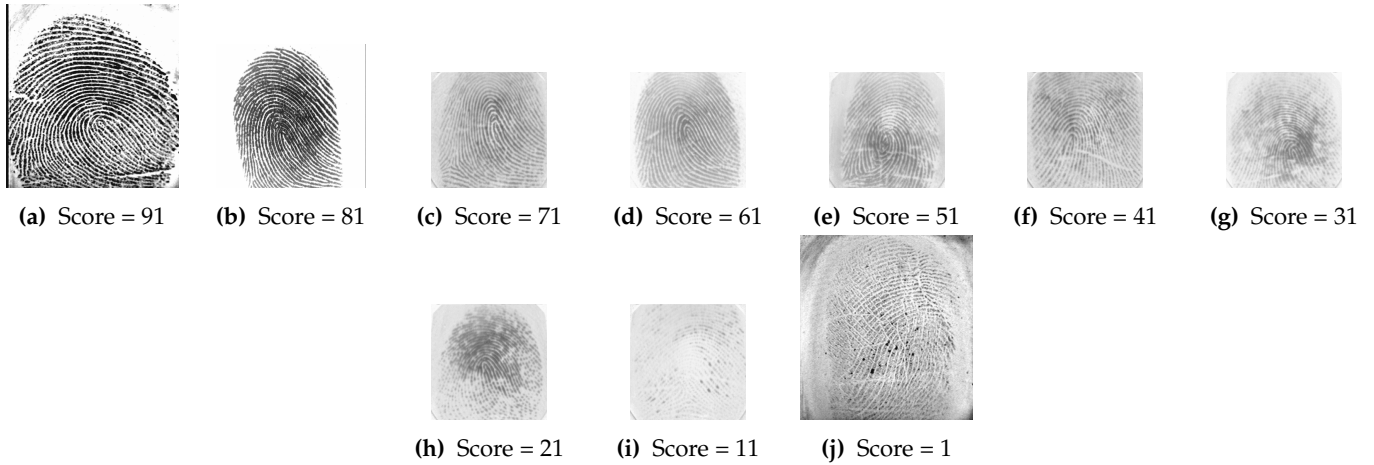 (a) Score = 91 (b) Score = 81 (c) Score = 71 (d) Score = 61 (e) Score = 51 (f) Score = 41 (g) Score = 31
(h) Score = 21 (i) Score = 11 (j) Score = 1